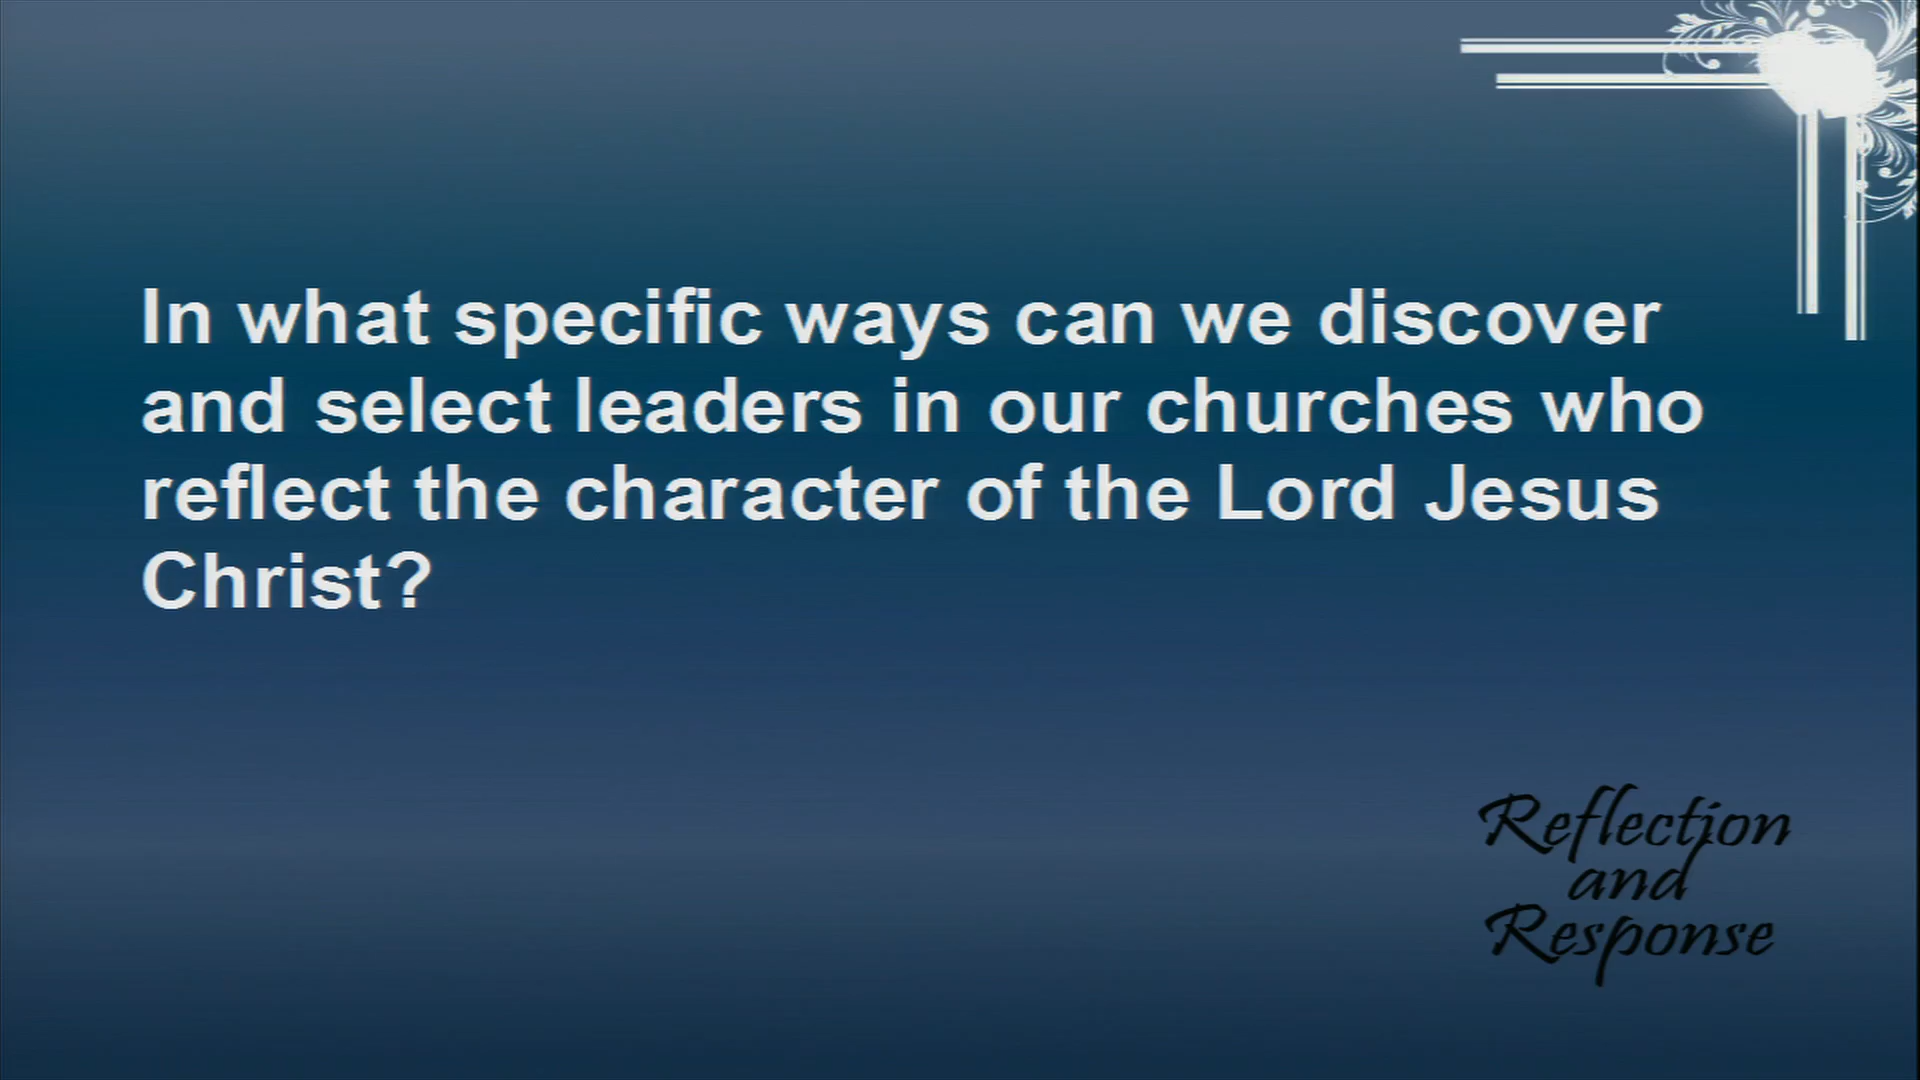 In what specific ways can we discover
and select leaders in our churches who
reflect the character of the Lord Jesus
Christ?
Reflection
and
Response